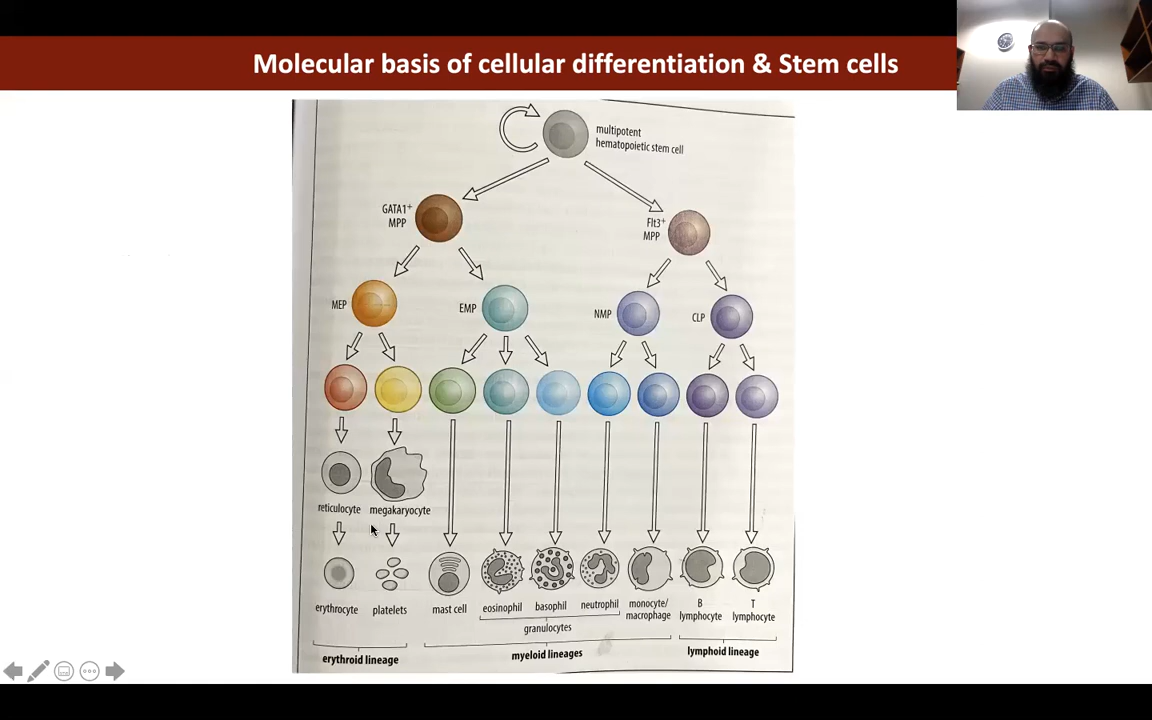 Molecular basis of cellular differentiation & Stem cells
multipotent
hematopoietic stem cell
GATA1⁺
MPP
Flt3⁺
MPP
MEP
EMP
NMP
CLP
reticulocyte
megakaryocyte
erythrocyte
platelets
mast cell
eosinophil
basophil
neutrophil
monocyte/
macrophage
B
lymphocyte
T
lymphocyte
granulocytes
erythroid lineage
myeloid lineages
lymphoid lineage